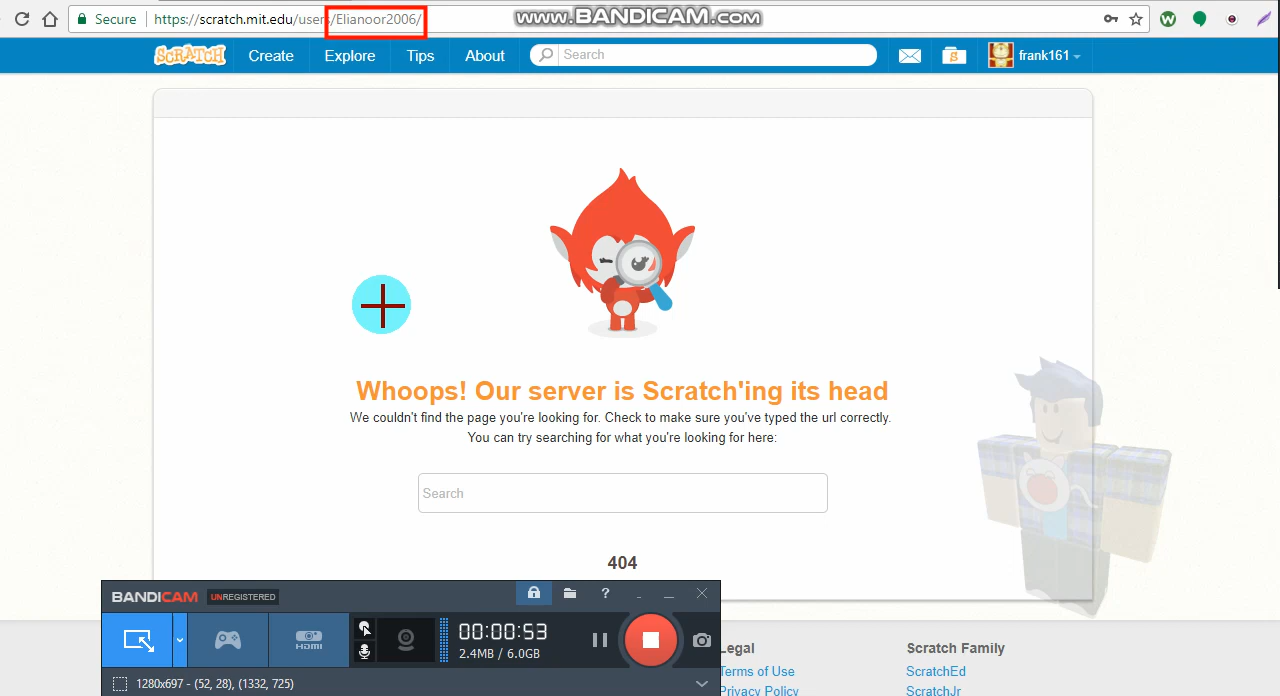 www.BANDICAM.com
Secure https://scratch.mit.edu/users/Elianoor2006/
SCRATCH Create Explore Tips About Search frank161
Whoops! Our server is Scratch'ing its head
We couldn't find the page you're looking for. Check to make sure you've typed the url correctly.
You can try searching for what you're looking for here:
Search
404
BANDICAM UNREGISTERED
HDMI
00:00:53
2.4MB / 6.0GB
1280x697 - (52, 28), (1332, 725)
Legal
Terms of Use
Privacy Policy
Scratch Family
ScratchEd
ScratchJr